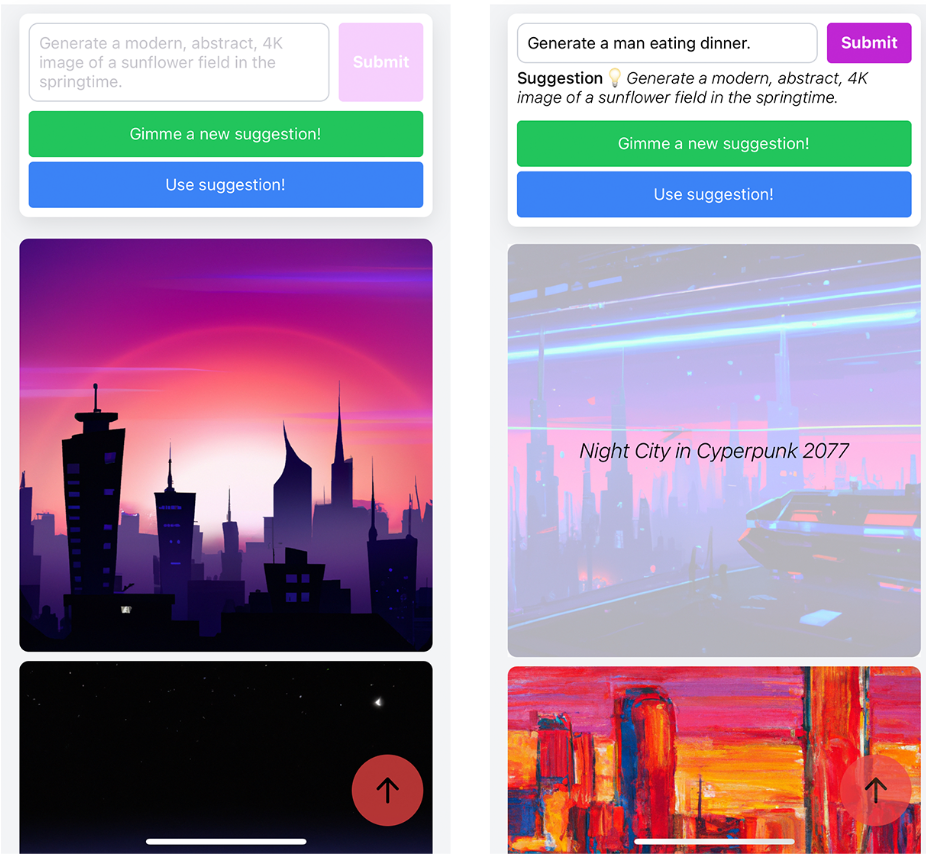 Generate a modern, abstract, 4K
image of a sunflower field in the
springtime.
Submit
Gimme a new suggestion!
Use suggestion!
Generate a man eating dinner.
Submit
Suggestion 💡 Generate a modern, abstract, 4K
image of a sunflower field in the springtime.
Gimme a new suggestion!
Use suggestion!
Night City in Cyperpunk 2077